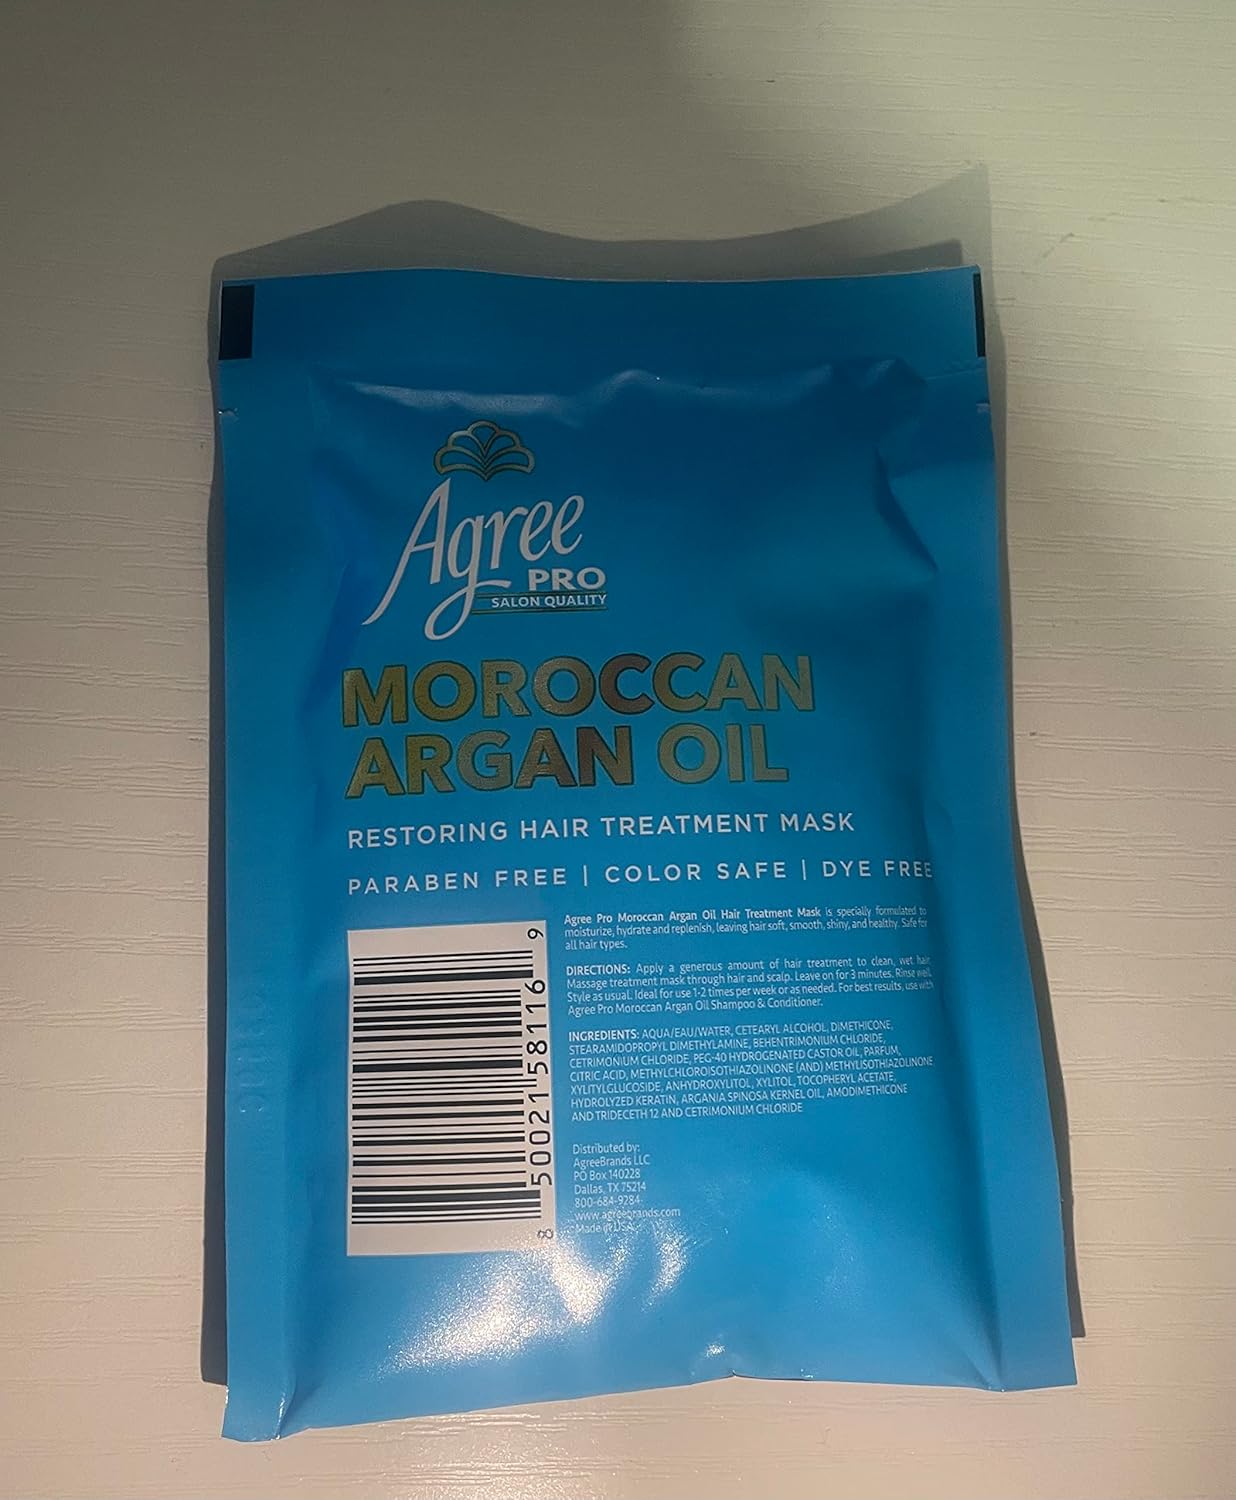 Agree
PRO
SALON QUALITY
MOROCCAN
ARGAN OIL
RESTORING HAIR TREATMENT MASK
PARABEN FREE | COLOR SAFE | DYE FREE
Agree Pro Moroccan Argan Oil Hair Treatment Mask is specially formulated to
moisturize, hydrate and replenish, leaving hair soft, smooth, shiny, and healthy. Safe for
all hair types.
DIRECTIONS: Apply a generous amount of hair treatment to clean, wet hair.
Massage treatment mask through hair and scalp. Leave on for 3 minutes. Rinse well.
Style as usual. Ideal for use 1-2 times per week or as needed. For best results, use with
Agree Pro Moroccan Argan Oil Shampoo & Conditioner.
INGREDIENTS: AQUA/EAU/WATER, CETEARYL ALCOHOL, DIMETHICONE,
STEARAMIDOPROPYL DIMETHYLAMINE, BEHENTRIMONIUM CHLORIDE,
CETRIMONIUM CHLORIDE, PEG-40 HYDROGENATED CASTOR OIL, PARFUM,
CITRIC ACID, METHYLCHLOROISOTHIAZOLINONE (AND) METHYLISOTHIAZOLINONE
XYLITYLGLUCOSIDE, ANHYDROXYLITOL, XYLITOL, TOCOPHERYL ACETATE,
HYDROLYZED KERATIN, ARGANIA SPINOSA KERNEL OIL, AMODIMETHICONE
AND TRIDECETH 12 AND CETRIMONIUM CHLORIDE
8 50021 58116 9
Distributed by:
AgreeBrands LLC
PO Box 140228
Dallas, TX 75214
800-684-9284
www.agreebrands.com
Made in USA